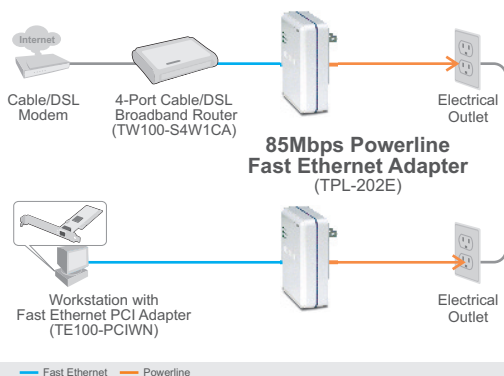 Internet
Cable/DSL
Modem
4-Port Cable/DSL
Broadband Router
(TW100-S4W1CA)
Electrical
Outlet
85Mbps Powerline
Fast Ethernet Adapter
(TPL-202E)
Workstation with
Fast Ethernet PCI Adapter
(TE100-PCIWN)
Electrical
Outlet
Fast Ethernet
Powerline